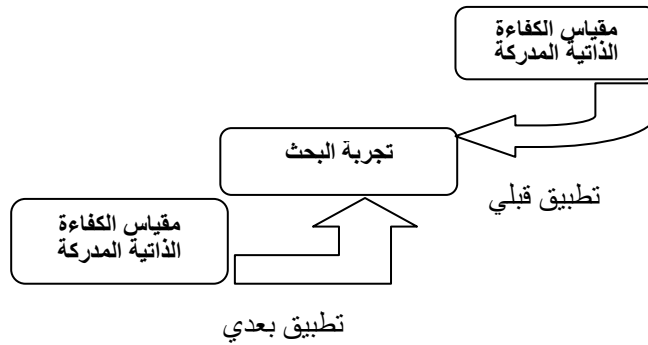 مقياس الكفاءة
الذاتية المدركة
تجربة البحث
تطبيق قبلي
مقياس الكفاءة
الذاتية المدركة
تطبيق بعدي